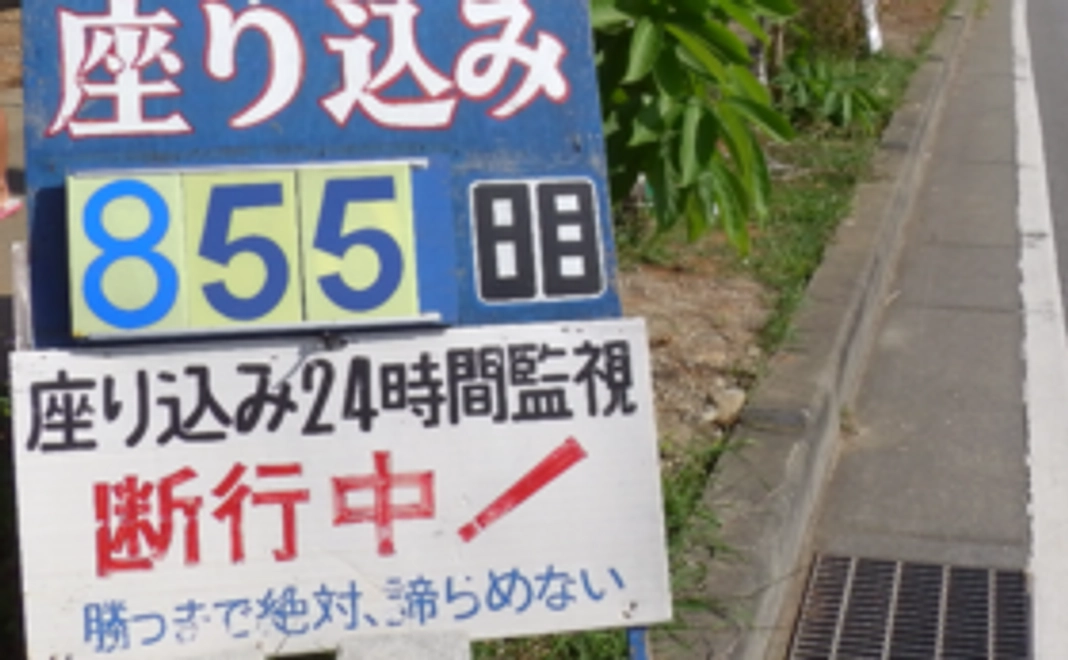 座り込み
855 日目
座り込み24時間監視
断行中!
勝つまで絶対、諦らめない